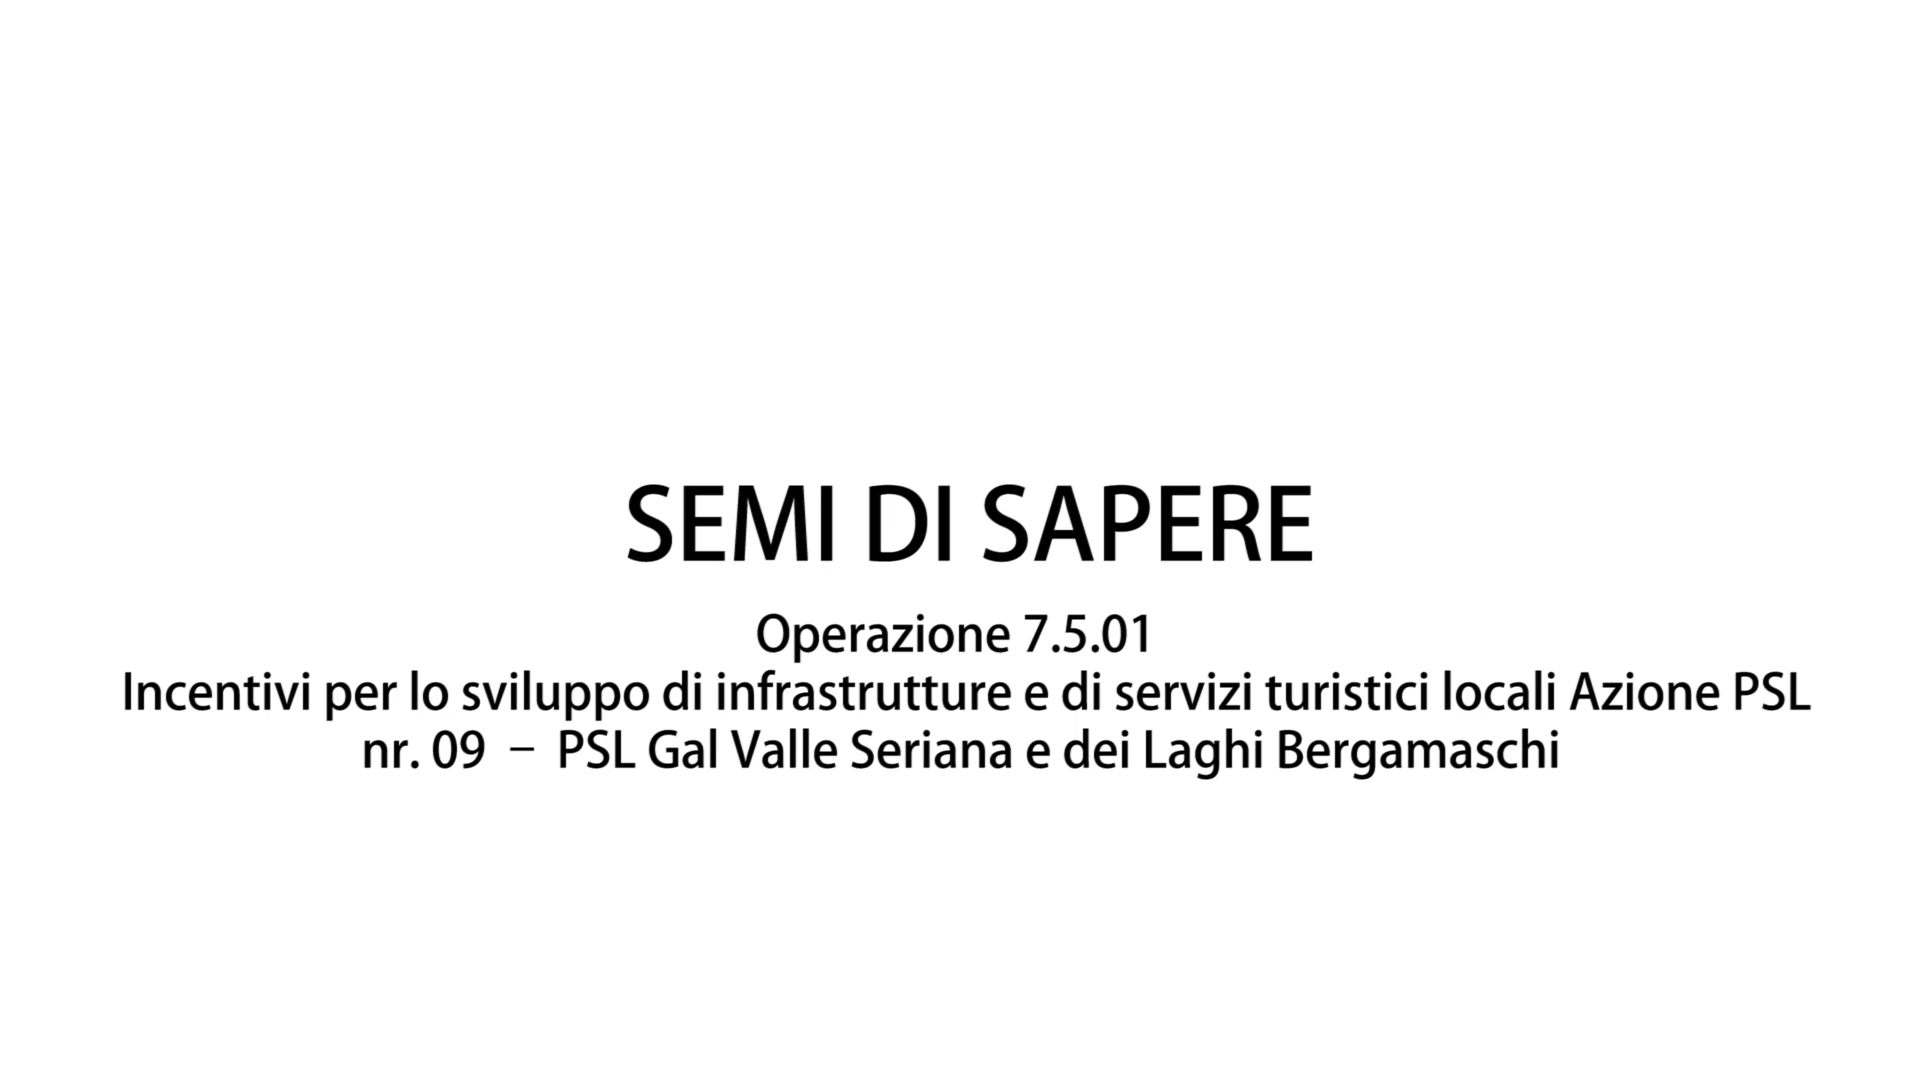 SEMI DI SAPERE
Operazione 7.5.01
Incentivi per lo sviluppo di infrastrutture e di servizi turistici locali Azione PSL
nr. 09 – PSL Gal Valle Seriana e dei Laghi Bergamaschi